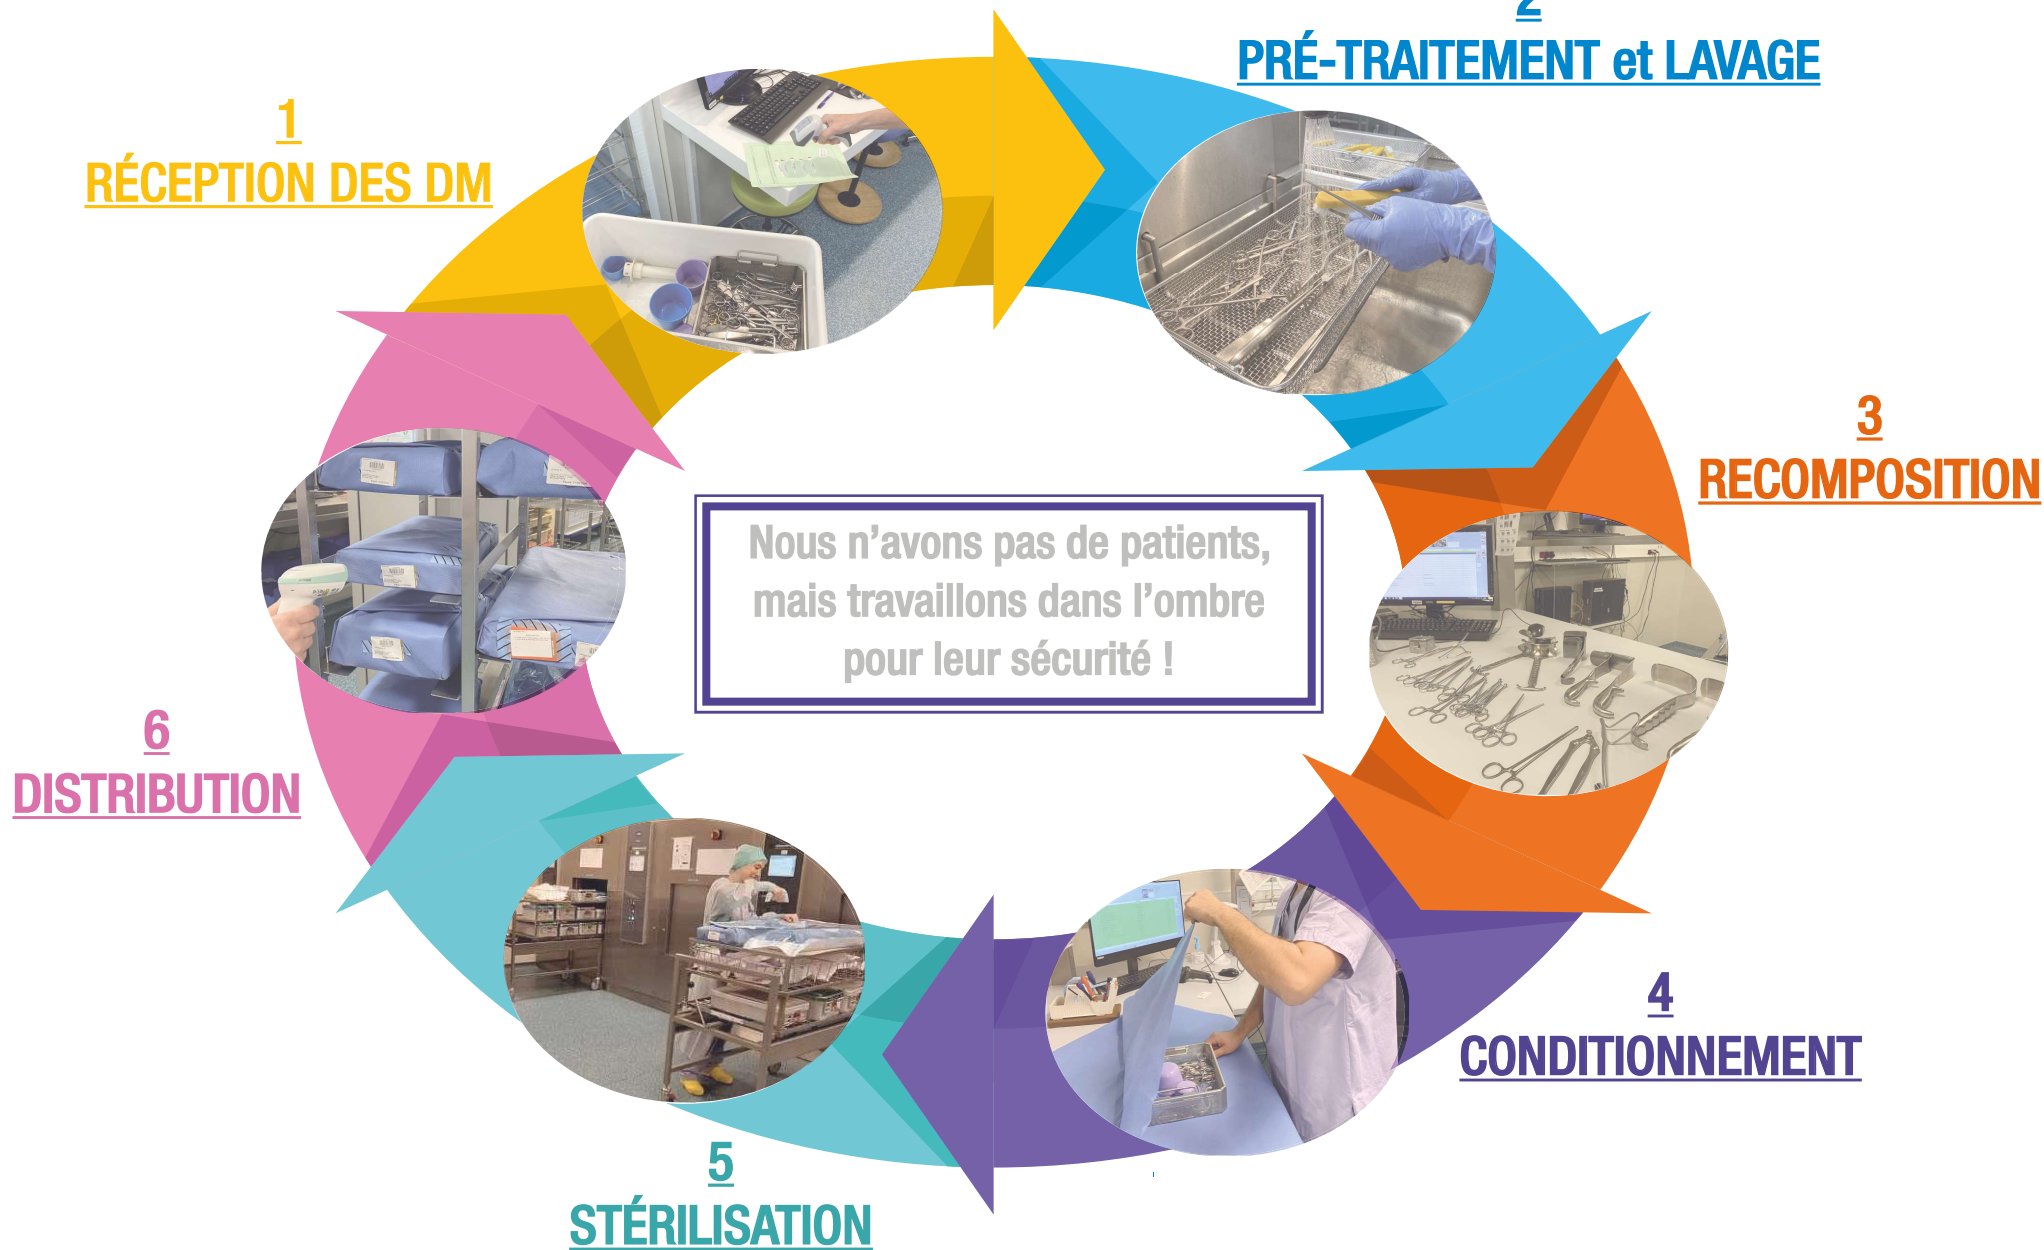 1
RÉCEPTION DES DM
2
PRÉ-TRAITEMENT et LAVAGE
3
RECOMPOSITION
Nous n’avons pas de patients,
mais travaillons dans l’ombre
pour leur sécurité !
4
CONDITIONNEMENT
5
STÉRILISATION
6
DISTRIBUTION